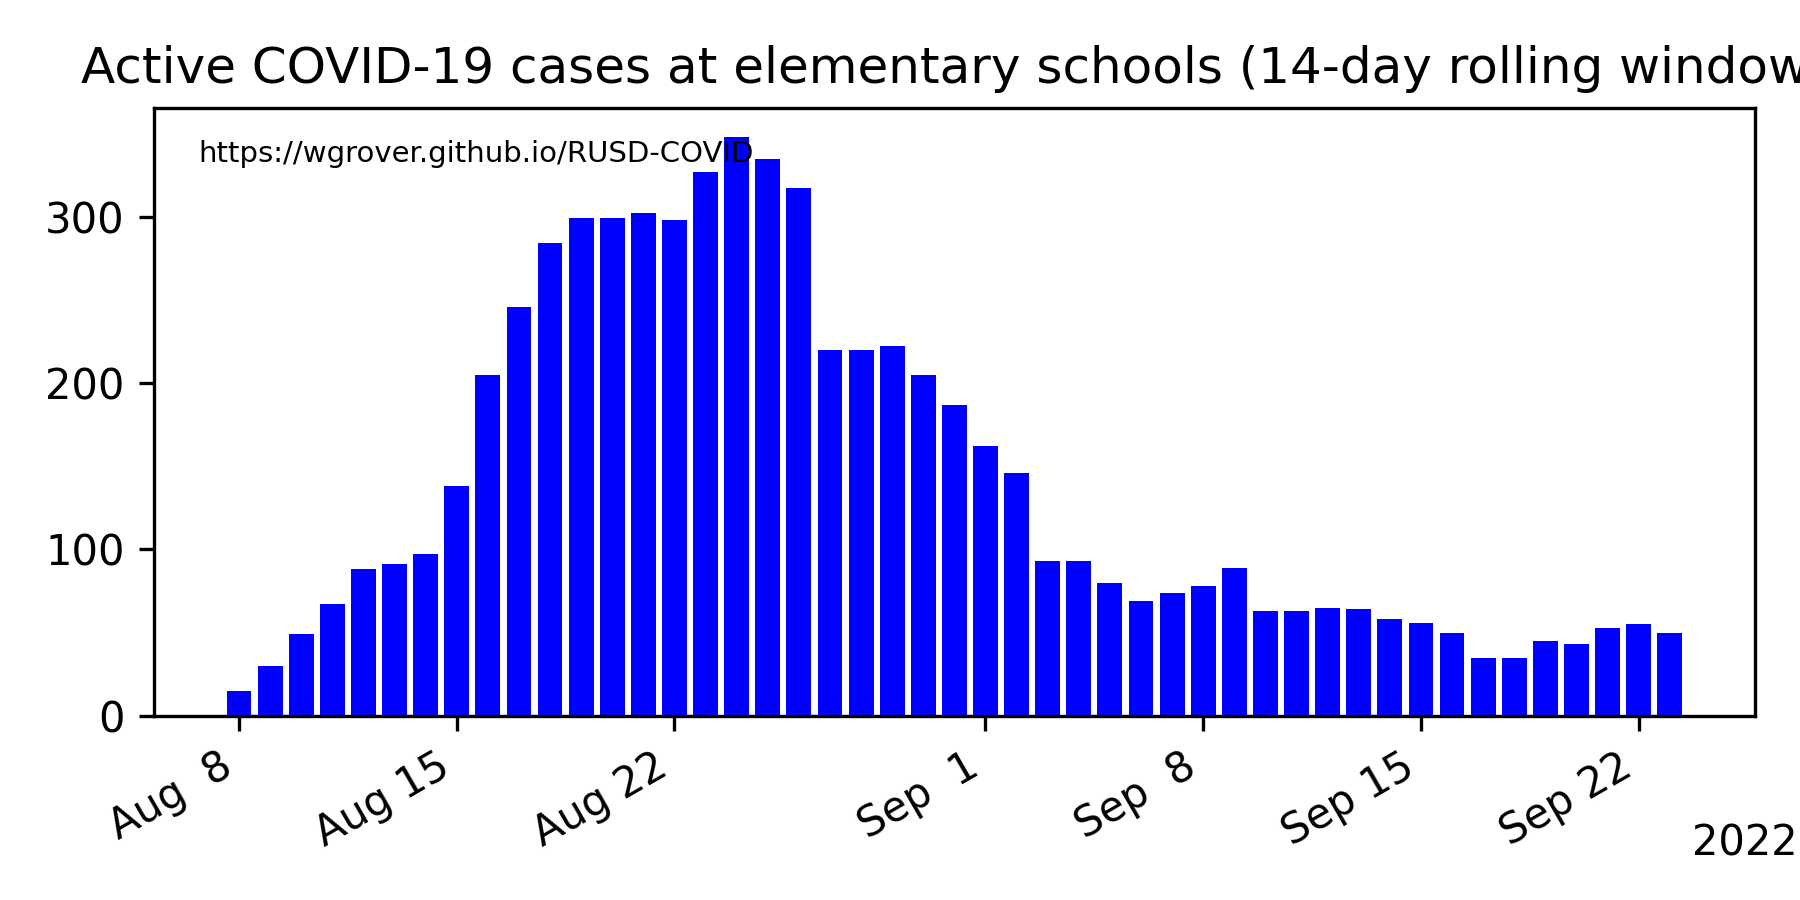 Active COVID-19 cases at elementary schools (14-day rolling window
https://wgrover.github.io/RUSD-COVID
300
200
100
0
Aug 8
Aug 15
Aug 22
Sep 1
Sep 8
Sep 15
Sep 22
2022